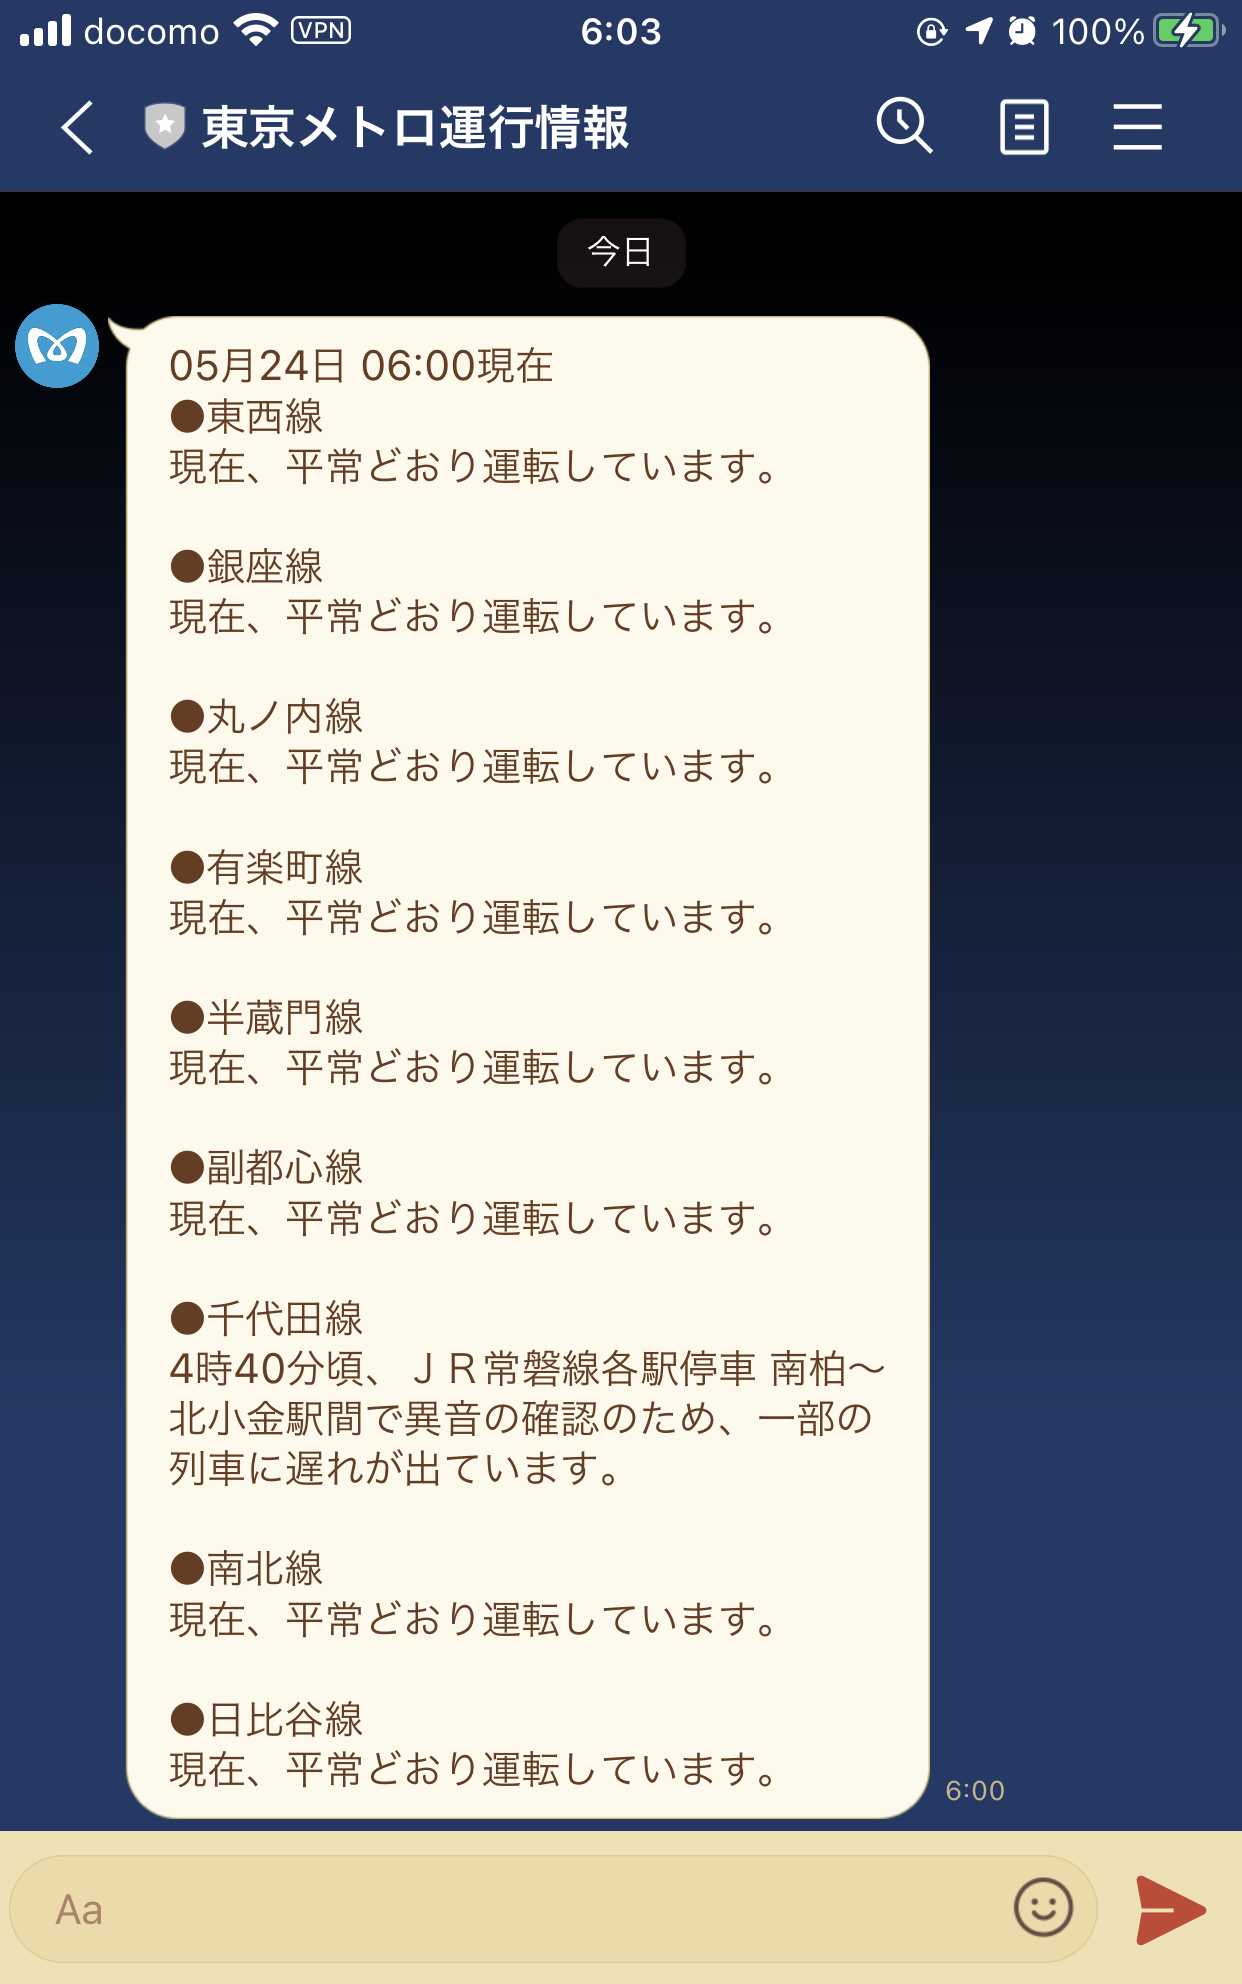 docomo VPN 6:03 100%
東京メトロ運行情報
今日
05月24日 06:00現在
●東西線
現在、平常どおり運転しています。
●銀座線
現在、平常どおり運転しています。
●丸ノ内線
現在、平常どおり運転しています。
●有楽町線
現在、平常どおり運転しています。
●半蔵門線
現在、平常どおり運転しています。
●副都心線
現在、平常どおり運転しています。
●千代田線
4時40分頃、ＪＲ常磐線各駅停車 南柏〜
北小金駅間で異音の確認のため、一部の
列車に遅れが出ています。
●南北線
現在、平常どおり運転しています。
●日比谷線
現在、平常どおり運転しています。
6:00
Aa